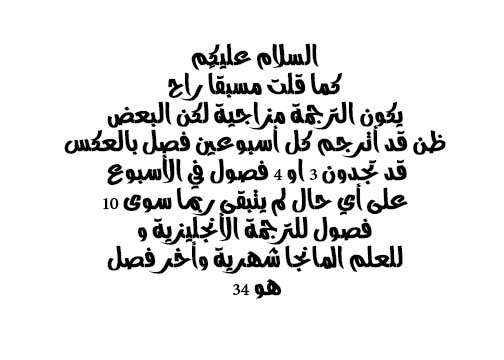 السلام عليكم
كما قلت مسبقا راح
يكون الترجمة مزاجية لكن البعض
ظن قد أترجم كل أسبوعين فصل بالعكس
قد تجدون 3 او 4 فصول في الأسبوع
على أي حال لم يتبقى ربما سوى 10
فصول للترجمة الأنجليزية و
للعلم المانجا شهرية وأخر فصل
هو 34